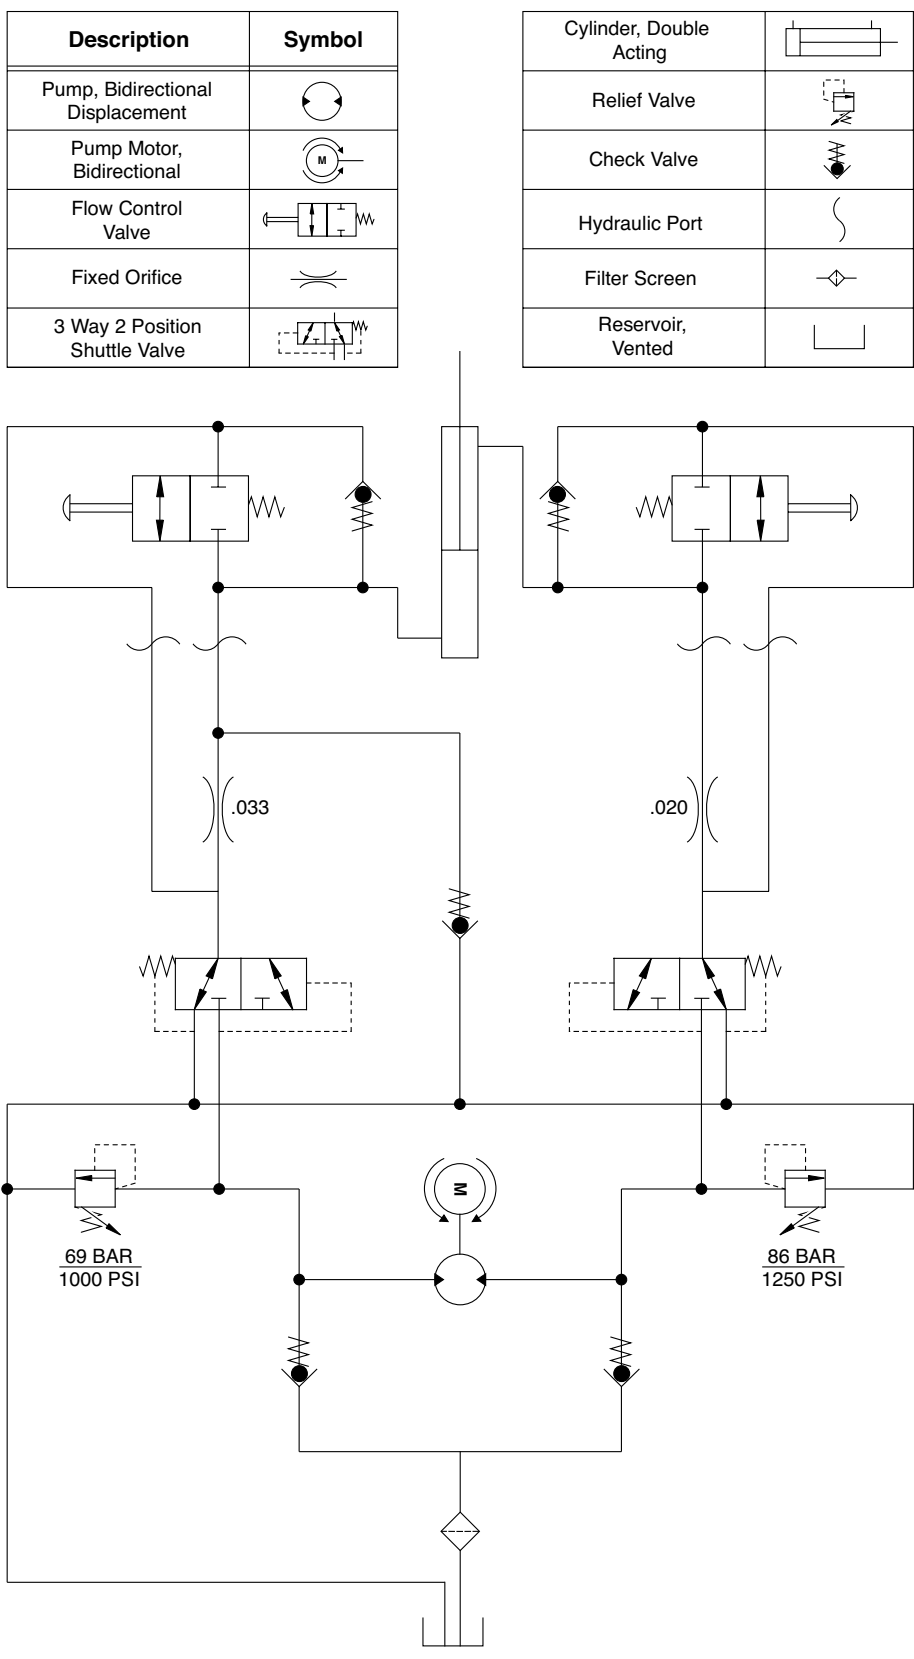 Description Symbol
Pump, Bidirectional
Displacement
Pump Motor,
Bidirectional
M
Flow Control
Valve
Fixed Orifice
3 Way 2 Position
Shuttle Valve
Cylinder, Double
Acting
Relief Valve
Check Valve
Hydraulic Port
Filter Screen
Reservoir,
Vented
.033
.020
M
69 BAR
1000 PSI
86 BAR
1250 PSI